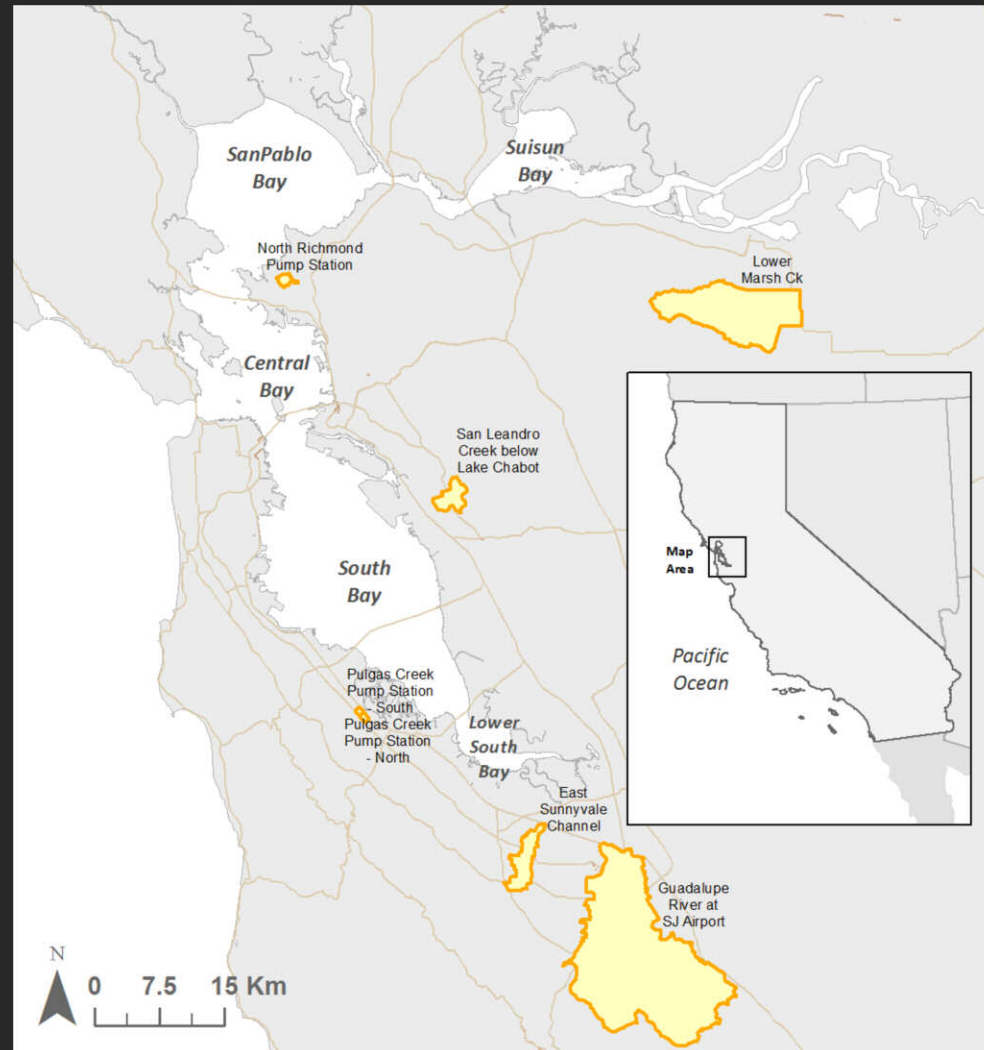 SanPablo
Bay
Suisun
Bay
North Richmond
Pump Station
Lower
Marsh Ck
Central
Bay
San Leandro
Creek below
Lake Chabot
South
Bay
Map
Area
Pacific
Ocean
Pulgas Creek
Pump Station
- South
Pulgas Creek
Pump Station
- North
Lower
South
Bay
East
Sunnyvale
Channel
Guadalupe
River at
SJ Airport
N
0 7.5 15 Km